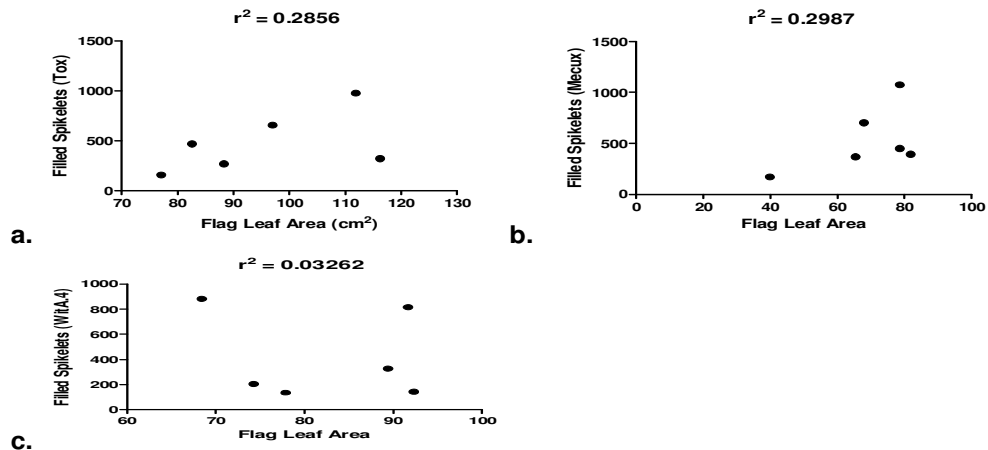 r² = 0.2856
Filled Spikelets (Tox)
1500
1000
500
0
70 80 90 100 110 120 130
Flag Leaf Area (cm²)
a.
r² = 0.2987
Filled Spikelets (Mecux)
1500
1000
500
0
0 20 40 60 80 100
Flag Leaf Area
b.
r² = 0.03262
Filled Spikelets (WitA.4)
1000
800
600
400
200
0
60 70 80 90 100
Flag Leaf Area
c.